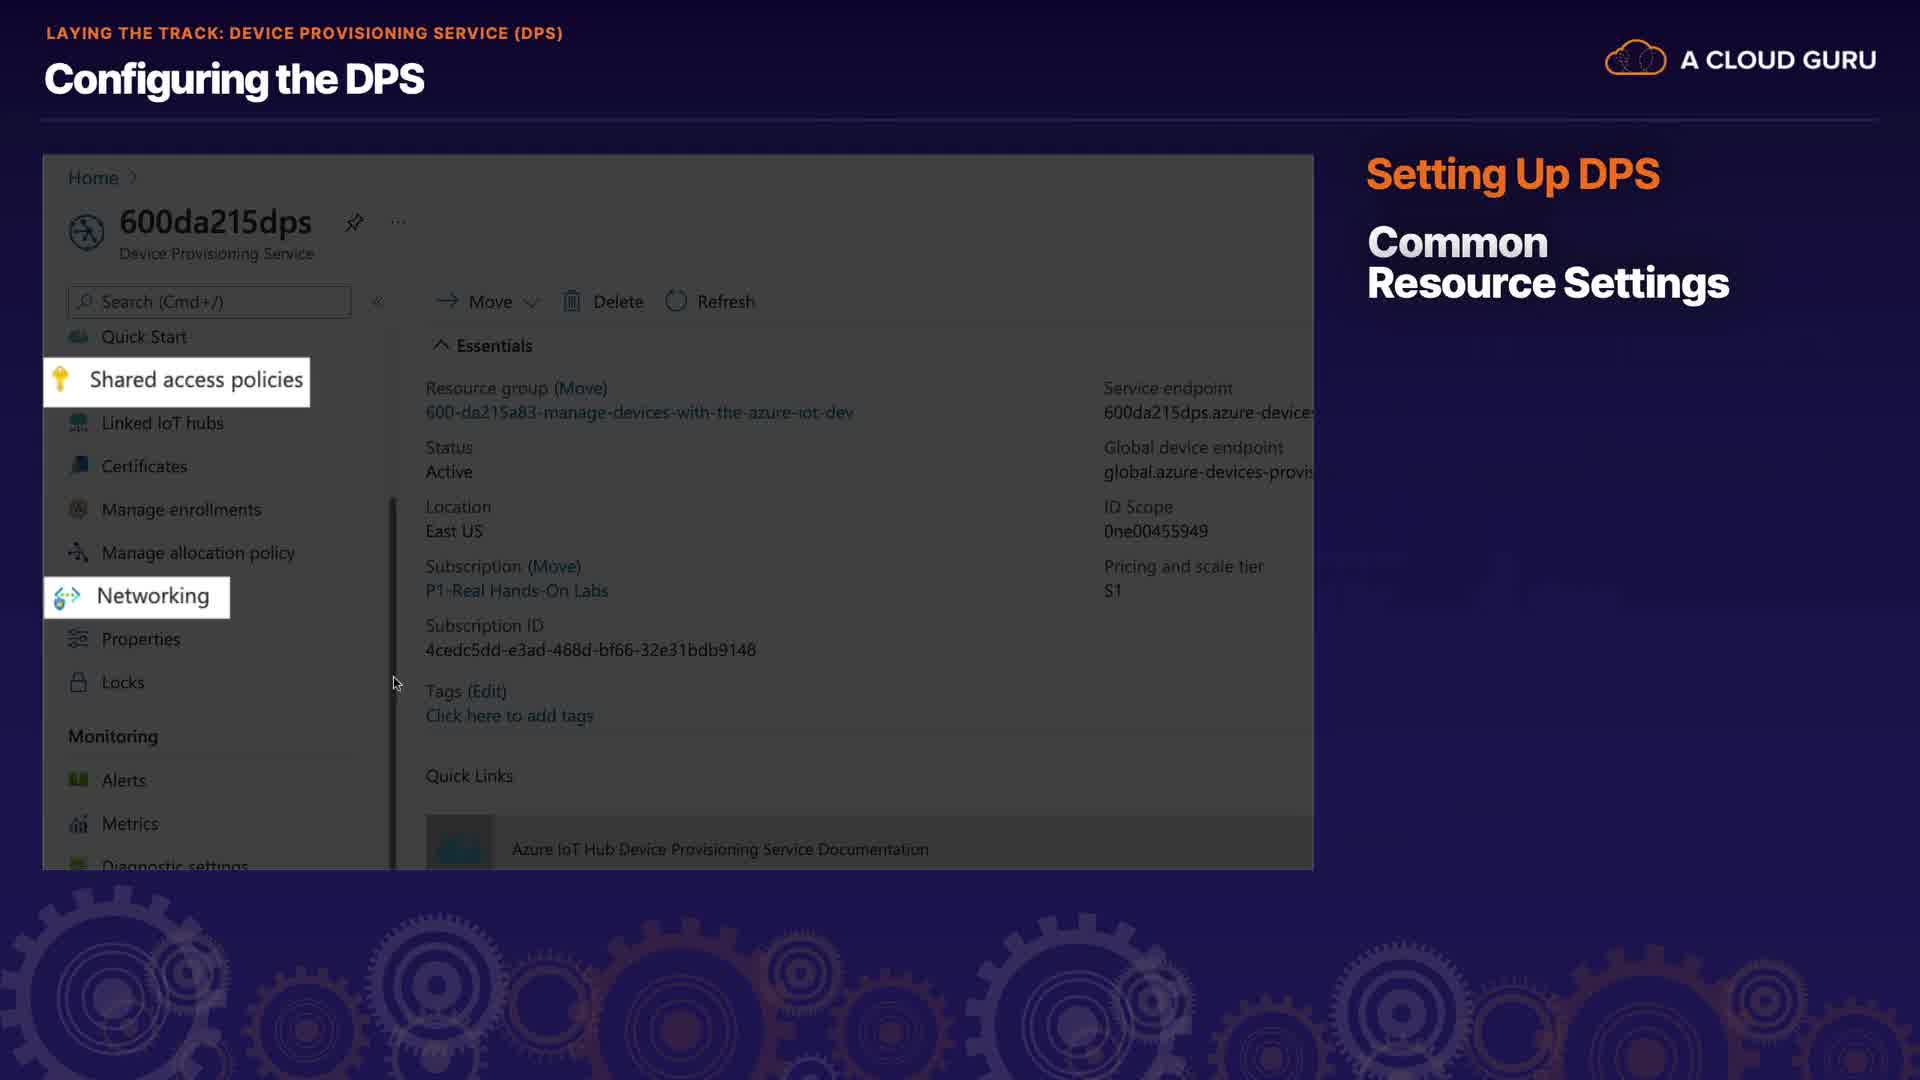 LAYING THE TRACK: DEVICE PROVISIONING SERVICE (DPS)
Configuring the DPS
A CLOUD GURU
Home
600da215dps
Device Provisioning Service
Search (Cmd+/)
Quick Start
Shared access policies
Linked IoT hubs
Certificates
Manage enrollments
Manage allocation policy
Networking
Properties
Locks
Monitoring
Alerts
Metrics
Diagnostic settings
Move
Delete
Refresh
Essentials
Resource group (Move)
600-da215a83-manage-devices-with-the-azure-iot-dev
Status
Active
Location
East US
Subscription (Move)
P1-Real Hands-On Labs
Subscription ID
4cedc5dd-e3ad-468d-bf66-32e31bdb9148
Tags (Edit)
Click here to add tags
Service endpoint
600da215dps.azure-devices
Global device endpoint
global.azure-devices-provis
ID Scope
0ne00455949
Pricing and scale tier
S1
Quick Links
Azure IoT Hub Device Provisioning Service Documentation
Setting Up DPS
Common
Resource Settings